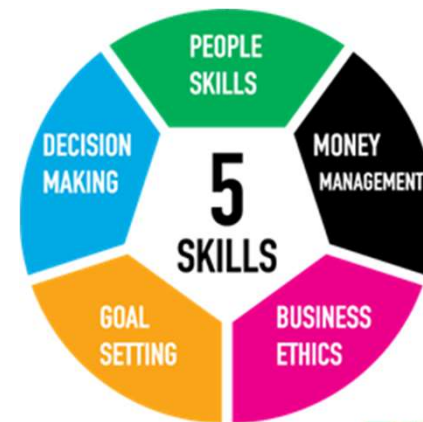 PEOPLE
SKILLS
DECISION
MAKING
MONEY
MANAGEMENT
5
SKILLS
GOAL
SETTING
BUSINESS
ETHICS